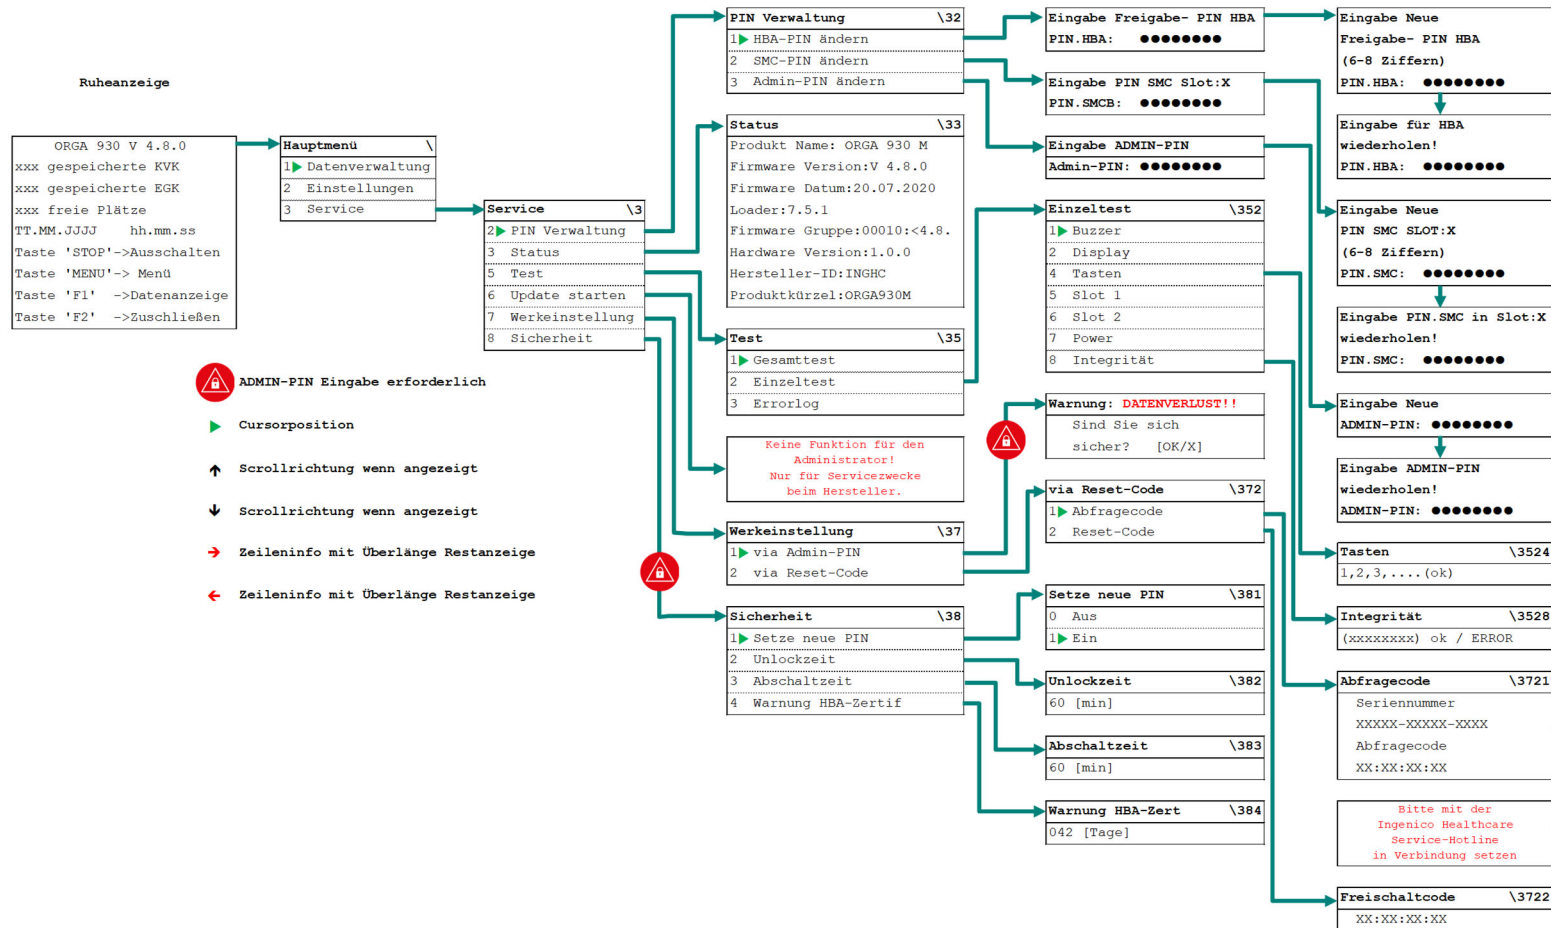 Ruheanzeige
ORGA 930 V 4.8.0
xxx gespeicherte KVK
xxx gespeicherte EGK
xxx freie Plätze
TT.MM.JJJJ hh.mm.ss
Taste 'STOP'->Ausschalten
Taste 'MENU'-> Menü
Taste 'F1' ->Datenanzeige
Taste 'F2' ->Zuschließen
ADMIN-PIN Eingabe erforderlich
Cursorposition
Scrollrichtung wenn angezeigt
Scrollrichtung wenn angezeigt
Zeileninfo mit Überlänge Restanzeige
Zeileninfo mit Überlänge Restanzeige
Hauptmenü \
1 Datenverwaltung
2 Einstellungen
3 Service
Service \3
2 PIN Verwaltung
3 Status
5 Test
6 Update starten
7 Werkeinstellung
8 Sicherheit
PIN Verwaltung \32
1 HBA-PIN ändern
2 SMC-PIN ändern
3 Admin-PIN ändern
Status \33
Produkt Name: ORGA 930 M
Firmware Version:V 4.8.0
Firmware Datum:20.07.2020
Loader:7.5.1
Firmware Gruppe:00010:<4.8.
Hardware Version:1.0.0
Hersteller-ID:INGHC
Produktkürzel:ORGA930M
Test \35
1 Gesamttest
2 Einzeltest
3 Errorlog
Keine Funktion für den
Administrator!
Nur für Servicezwecke
beim Hersteller.
Werkeinstellung \37
1 via Admin-PIN
2 via Reset-Code
Sicherheit \38
1 Setze neue PIN
2 Unlockzeit
3 Abschaltzeit
4 Warnung HBA-Zertif
Eingabe Freigabe- PIN HBA
PIN.HBA: ●●●●●●●●
Eingabe PIN SMC Slot:X
PIN.SMCB: ●●●●●●●●
Eingabe ADMIN-PIN
Admin-PIN: ●●●●●●●●
Einzeltest \352
1 Buzzer
2 Display
4 Tasten
5 Slot 1
6 Slot 2
7 Power
8 Integrität
Warnung: DATENVERLUST!!
Sind Sie sich
sicher? [OK/X]
via Reset-Code \372
1 Abfragecode
2 Reset-Code
Setze neue PIN \381
0 Aus
1 Ein
Unlockzeit \382
60 [min]
Abschaltzeit \383
60 [min]
Warnung HBA-Zert \384
042 [Tage]
Eingabe Neue
Freigabe- PIN HBA
(6-8 Ziffern)
PIN.HBA: ●●●●●●●●
Eingabe für HBA
wiederholen!
PIN.HBA: ●●●●●●●●
Eingabe Neue
PIN SMC SLOT:X
(6-8 Ziffern)
PIN.SMC: ●●●●●●●●
Eingabe PIN.SMC in Slot:X
wiederholen!
PIN.SMC: ●●●●●●●●
Eingabe Neue
ADMIN-PIN: ●●●●●●●●
Eingabe ADMIN-PIN
wiederholen!
ADMIN-PIN: ●●●●●●●●
Tasten \3524
1,2,3,....(ok)
Integrität \3528
(xxxxxxxx) ok / ERROR
Abfragecode \3721
Seriennummer
XXXXX-XXXXX-XXXX
Abfragecode
XX:XX:XX:XX
Bitte mit der
Ingenico Healthcare
Service-Hotline
in Verbindung setzen
Freischaltcode \3722
XX:XX:XX:XX